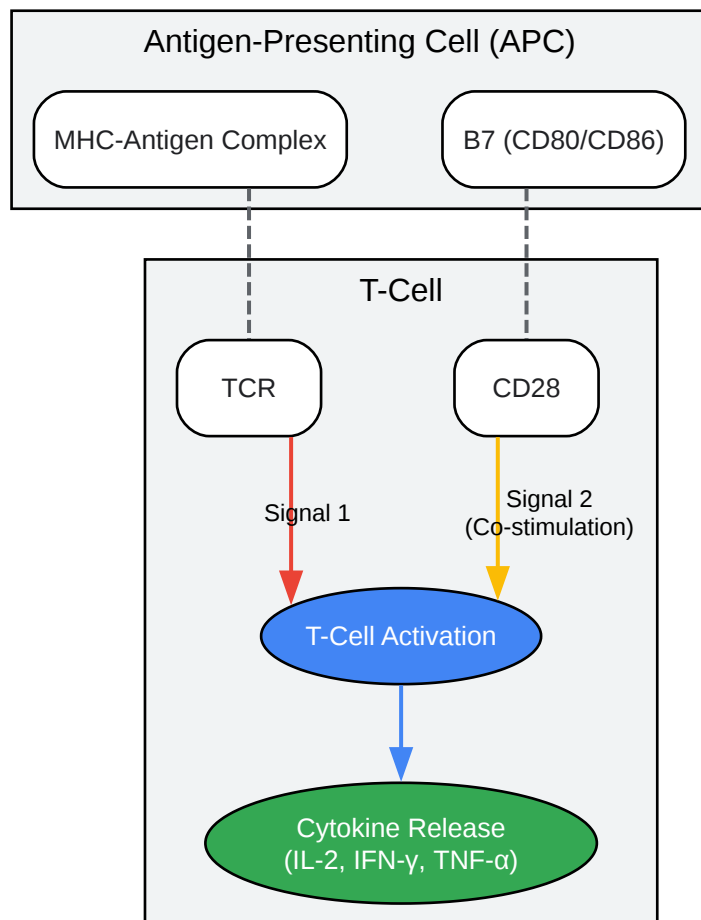 Antigen-Presenting Cell (APC)
MHC-Antigen Complex
B7 (CD80/CD86)
T-Cell
TCR
CD28
Signal 1
Signal 2
(Co-stimulation)
T-Cell Activation
Cytokine Release
(IL-2, IFN-γ, TNF-α)